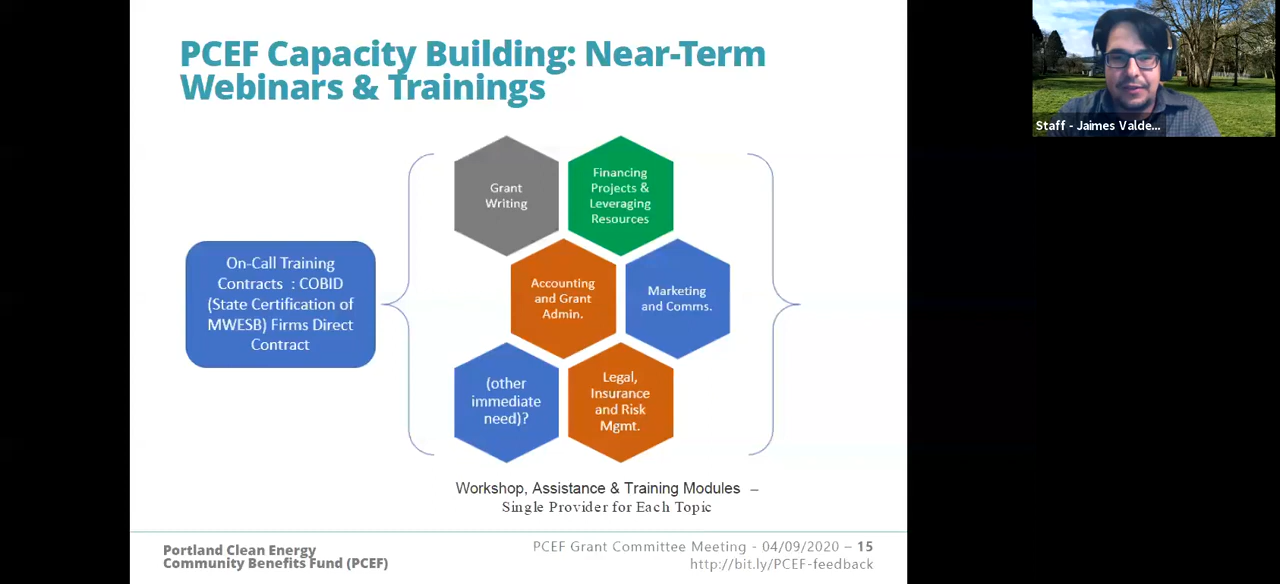 PCEF Capacity Building: Near-Term
Webinars & Trainings
Staff - Jaimes Valde...
On-Call Training
Contracts : COBID
(State Certification of
MWESB) Firms Direct
Contract
Grant
Writing
Financing
Projects &
Leveraging
Resources
Accounting
and Grant
Admin.
Marketing
and Comms.
(other
immediate
need)?
Legal,
Insurance
and Risk
Mgmt.
Workshop, Assistance & Training Modules –
Single Provider for Each Topic
Portland Clean Energy
Community Benefits Fund (PCEF)
PCEF Grant Committee Meeting - 04/09/2020 – 15
http://bit.ly/PCEF-feedback